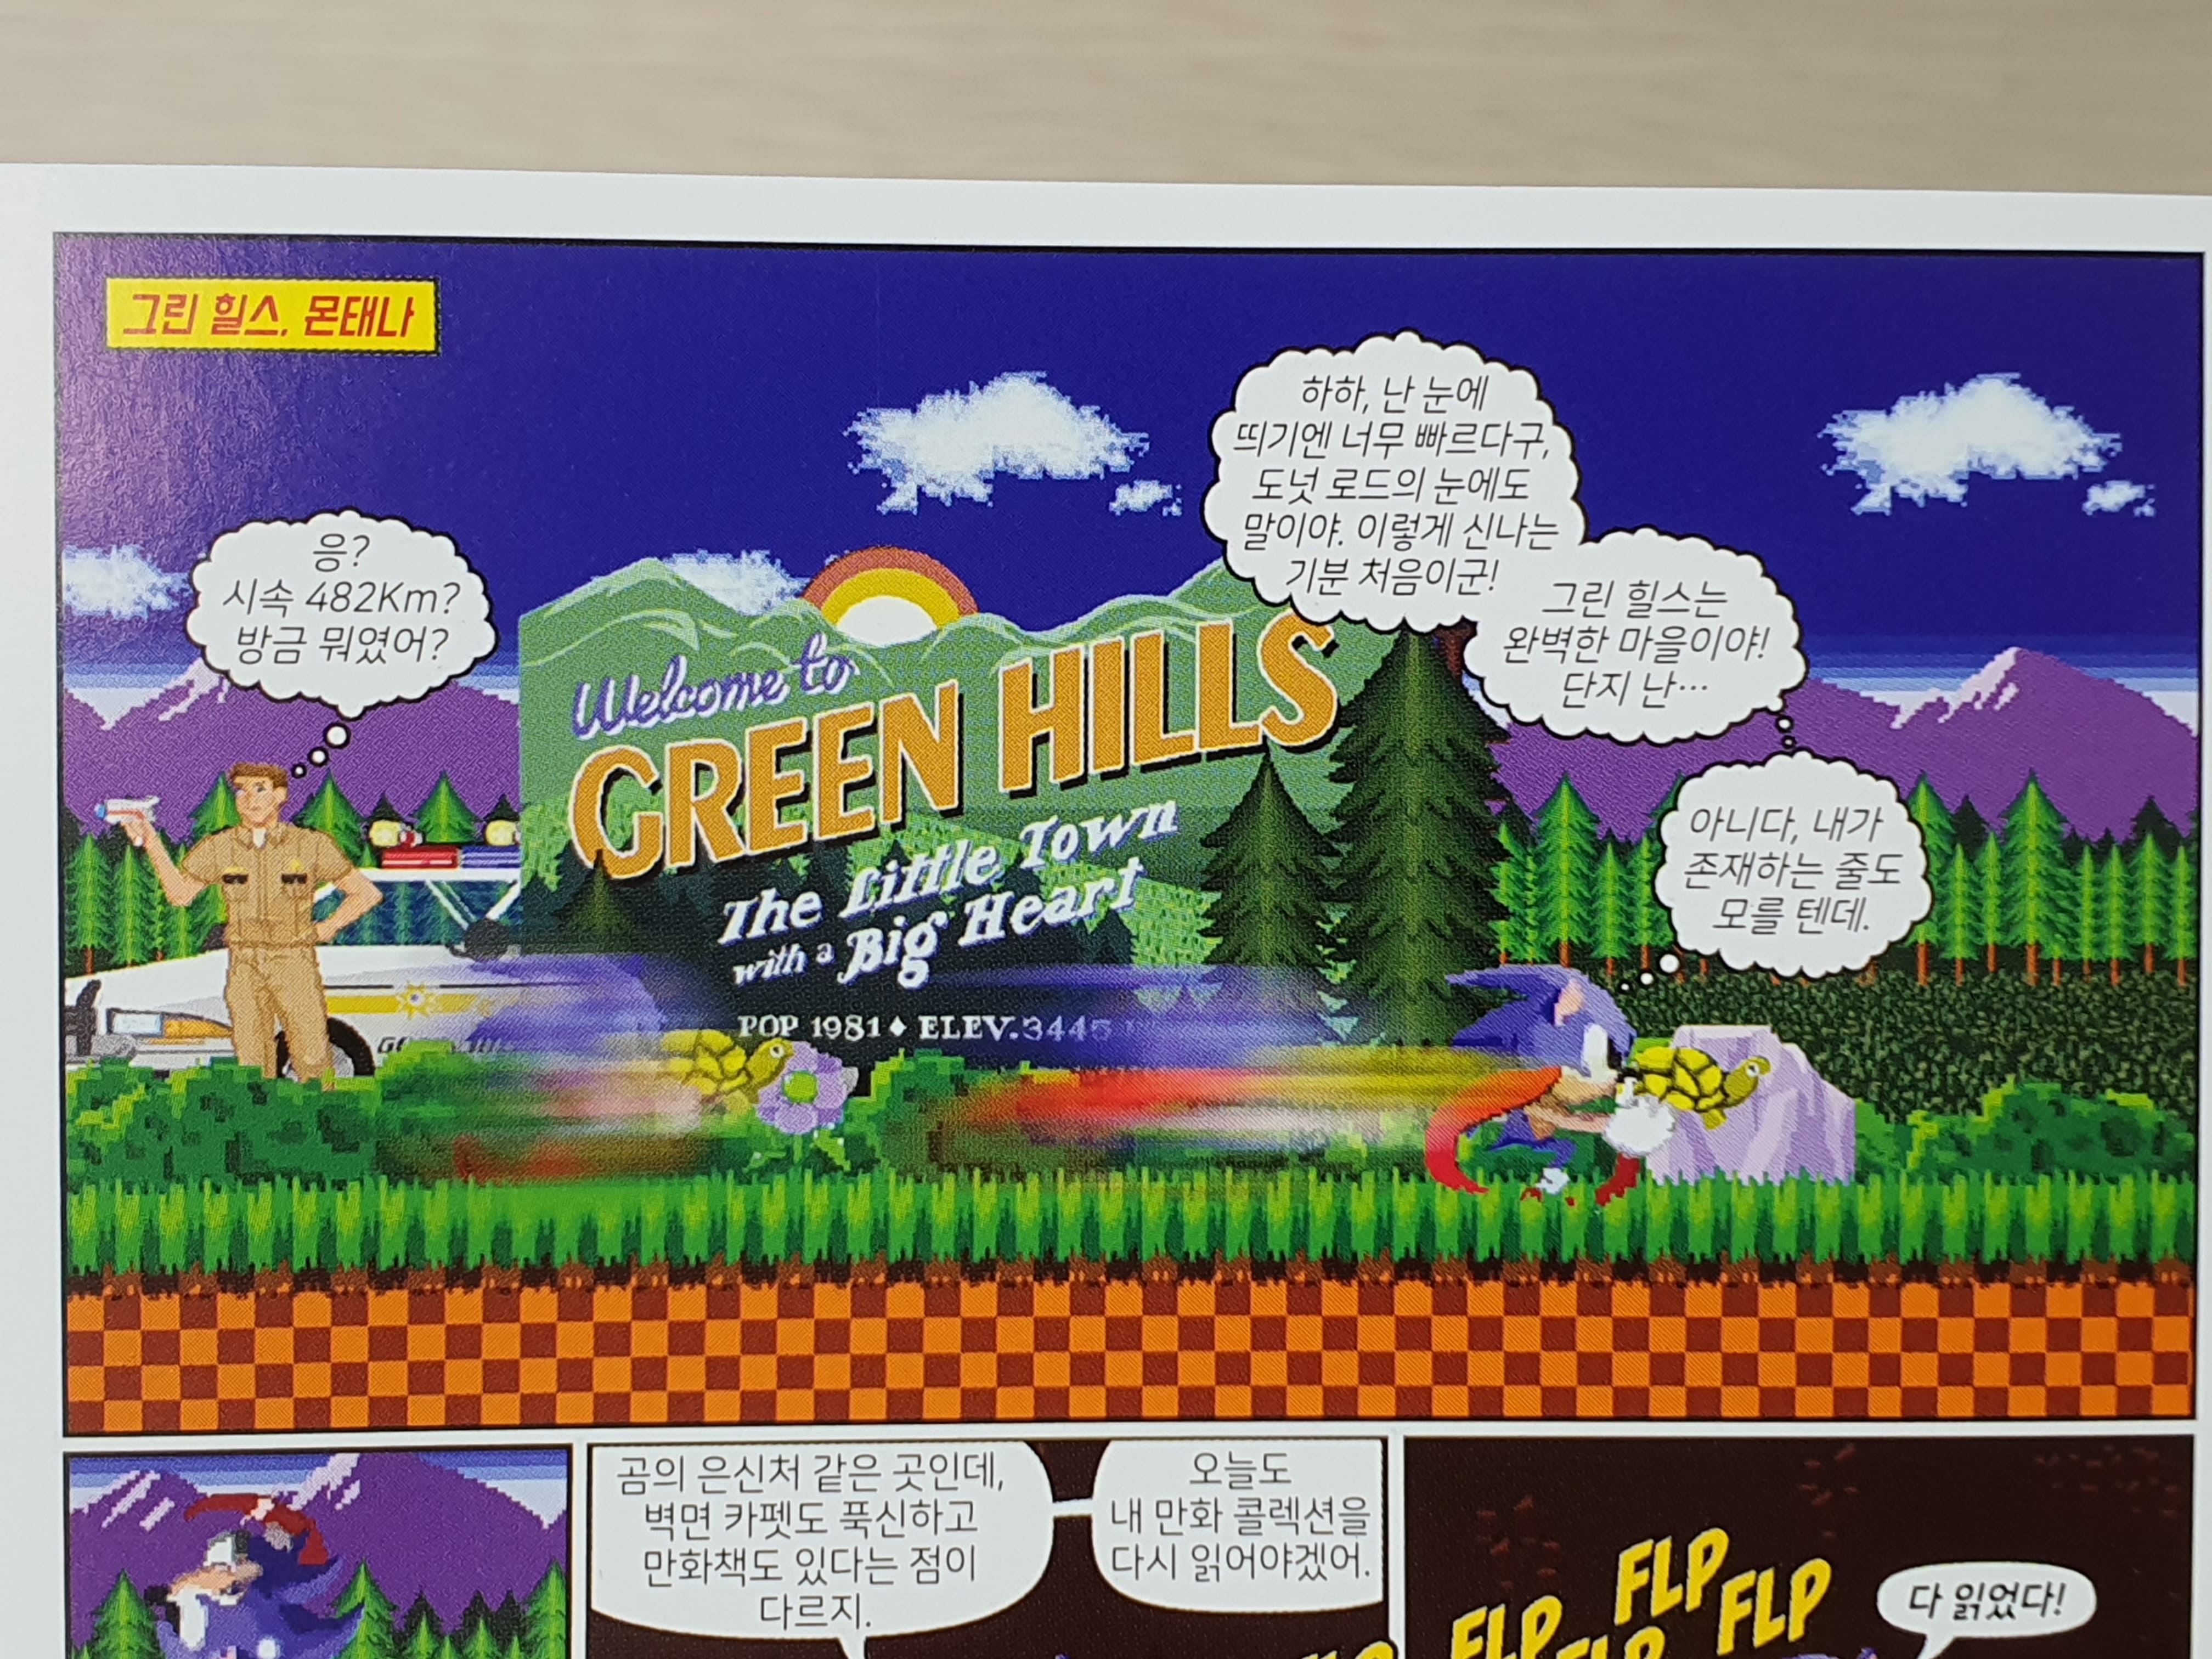 그린 힐스, 몬태나
응?
시속 482Km?
방금 뭐였어?
하하, 난 눈에
띄기엔 너무 빠르다구,
도넛 로드의 눈에도
말이야. 이렇게 신나는
기분 처음이군!
그린 힐스는
완벽한 마을이야!
단지 난…
아니다, 내가
존재하는 줄도
모를 텐데.
Welcome to
GREEN HILLS
The Little Town
with a Big Heart
POP 1981 ♦ ELEV.3445
곰의 은신처 같은 곳인데,
벽면 카펫도 푹신하고
만화책도 있다는 점이
다르지.
오늘도
내 만화 콜렉션을
다시 읽어야겠어.
FLP
FLP
FLP
다 읽었다!